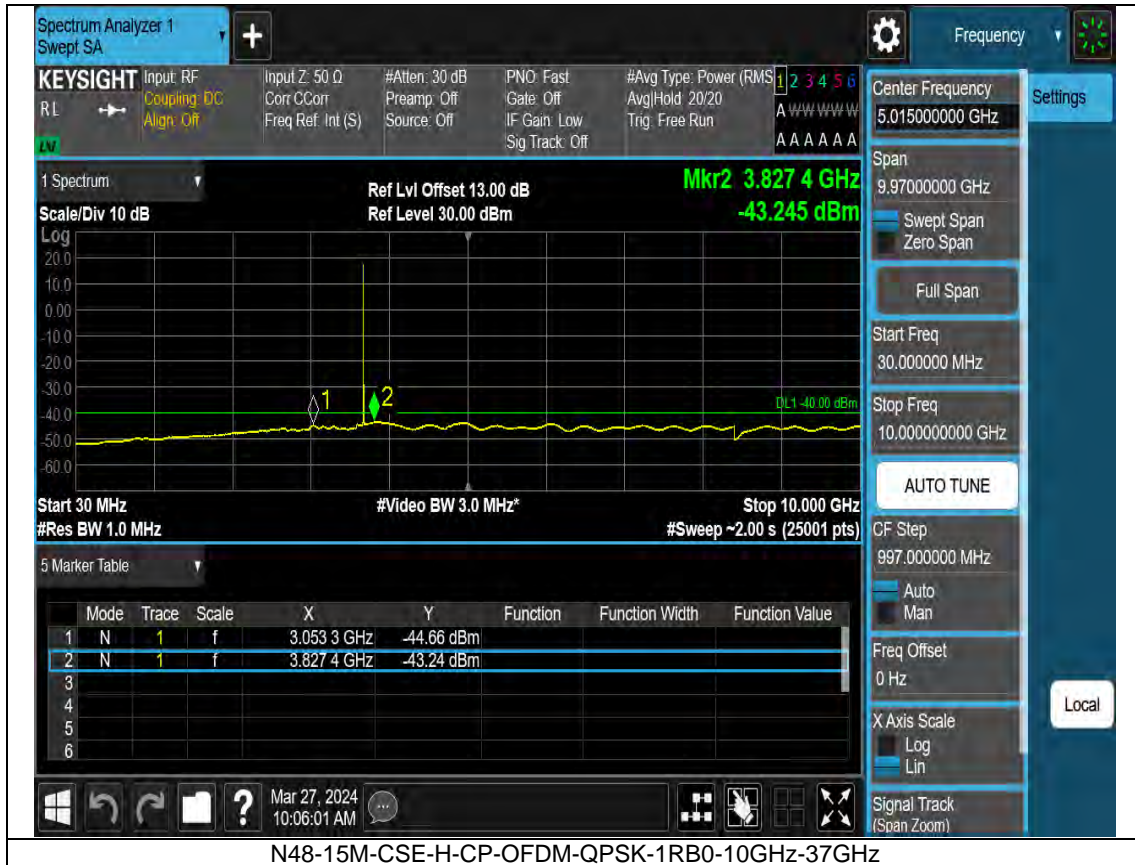 Spectrum Analyzer 1
Swept SA
+
Frequency
KEYSIGHT
RL
Input: RF
Coupling: DC
Align: Off
Input Z: 50 Ω
Corr CCorr
Freq Ref: Int (S)
#Atten: 30 dB
Preamp: Off
Source: Off
PNO: Fast
Gate: Off
IF Gain: Low
Sig Track: Off
#Avg Type: Power (RMS
Avg|Hold: 20/20
Trig: Free Run
1 2 3 4 5 6
A W W W W W
A A A A A A
1 Spectrum
Scale/Div 10 dB
Ref Lvl Offset 13.00 dB
Ref Level 30.00 dBm
Mkr2 3.827 4 GHz
-43.245 dBm
Log
20.0
10.0
0.00
-10.0
-20.0
-30.0
-40.0
-50.0
-60.0
1
2
DL1 -40.00 dBm
Start 30 MHz
#Video BW 3.0 MHz*
Stop 10.000 GHz
#Res BW 1.0 MHz
#Sweep ~2.00 s (25001 pts)
5 Marker Table
Mode Trace Scale X Y Function Function Width Function Value
1 N 1 f 3.053 3 GHz -44.66 dBm
2 N 1 f 3.827 4 GHz -43.24 dBm
3
4
5
6
?
Mar 27, 2024
10:06:01 AM
Center Frequency
5.015000000 GHz
Settings
Span
9.97000000 GHz
Swept Span
Zero Span
Full Span
Start Freq
30.000000 MHz
Stop Freq
10.000000000 GHz
AUTO TUNE
CF Step
997.000000 MHz
Auto
Man
Freq Offset
0 Hz
X Axis Scale
Log
Lin
Signal Track
(Span Zoom)
Local
N48-15M-CSE-H-CP-OFDM-QPSK-1RB0-10GHz-37GHz